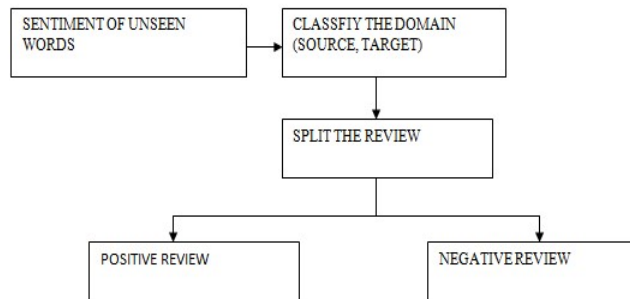 SENTIMENT OF UNSEEN
WORDS
CLASSFIY THE DOMAIN
(SOURCE, TARGET)
SPLIT THE REVIEW
POSITIVE REVIEW
NEGATIVE REVIEW